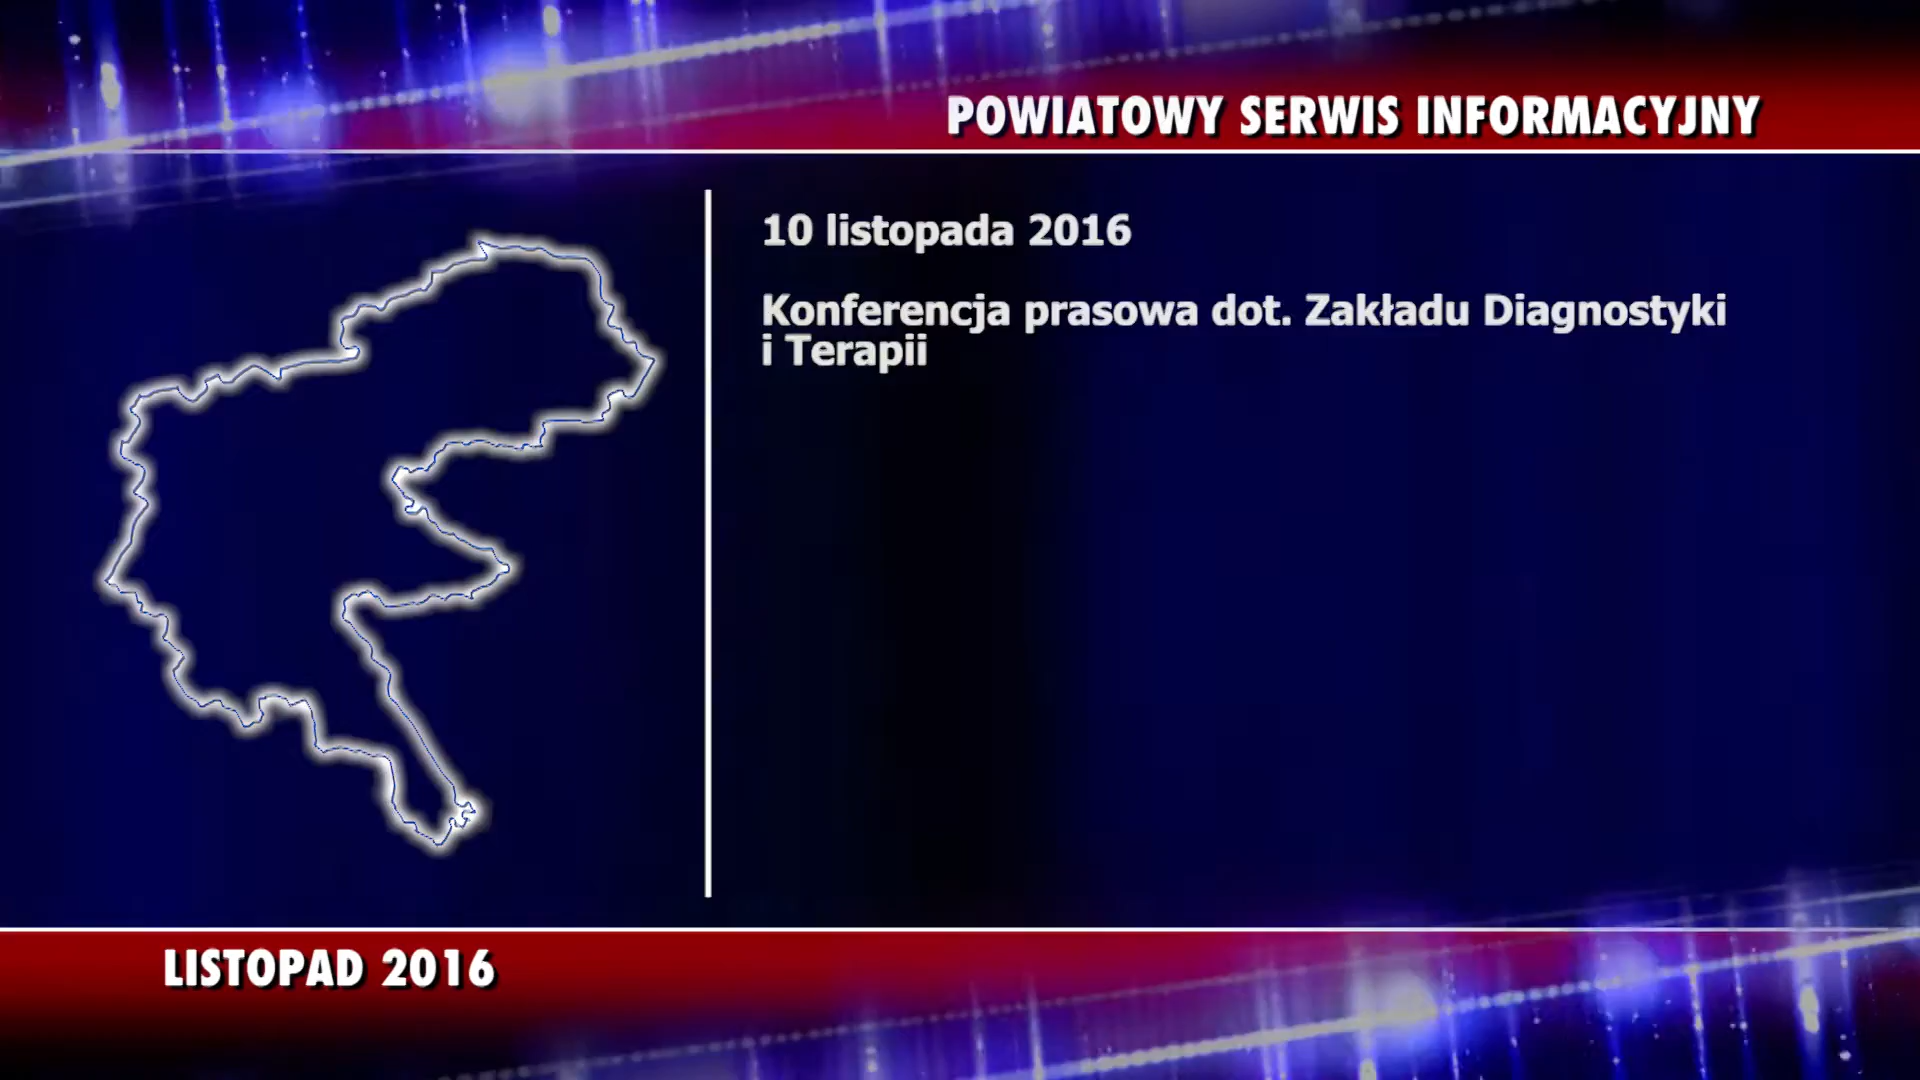 POWIATOWY SERWIS INFORMACYJNY
10 listopada 2016
Konferencja prasowa dot. Zakładu Diagnostyki
i Terapii
LISTOPAD 2016